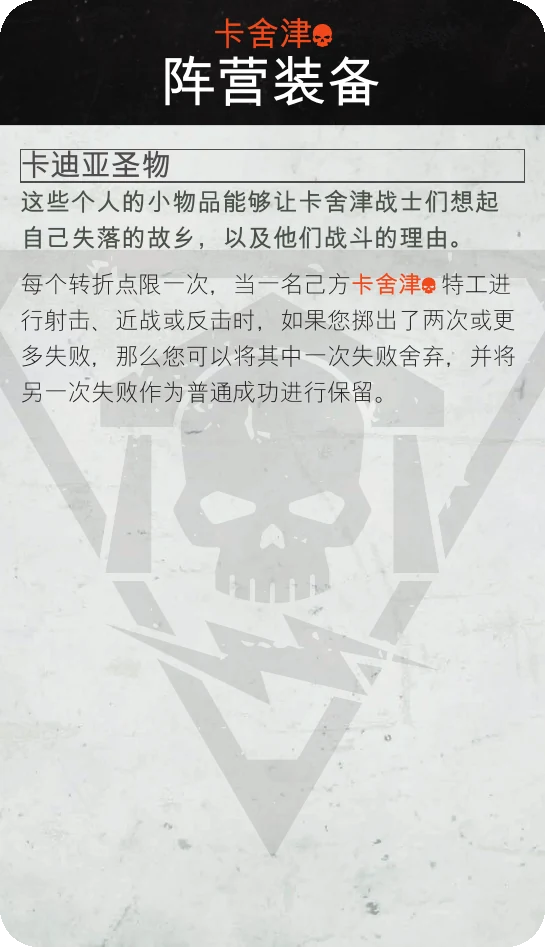 卡舍津
阵营装备
卡迪亚圣物
这些个人的小物品能够让卡舍津战士们想起
自己失落的故乡，以及他们战斗的理由。
每个转折点限一次，当一名己方卡舍津 特工进
行射击、近战或反击时，如果您掷出了两次或更
多失败，那么您可以将其中一次失败舍弃，并将
另一次失败作为普通成功进行保留。